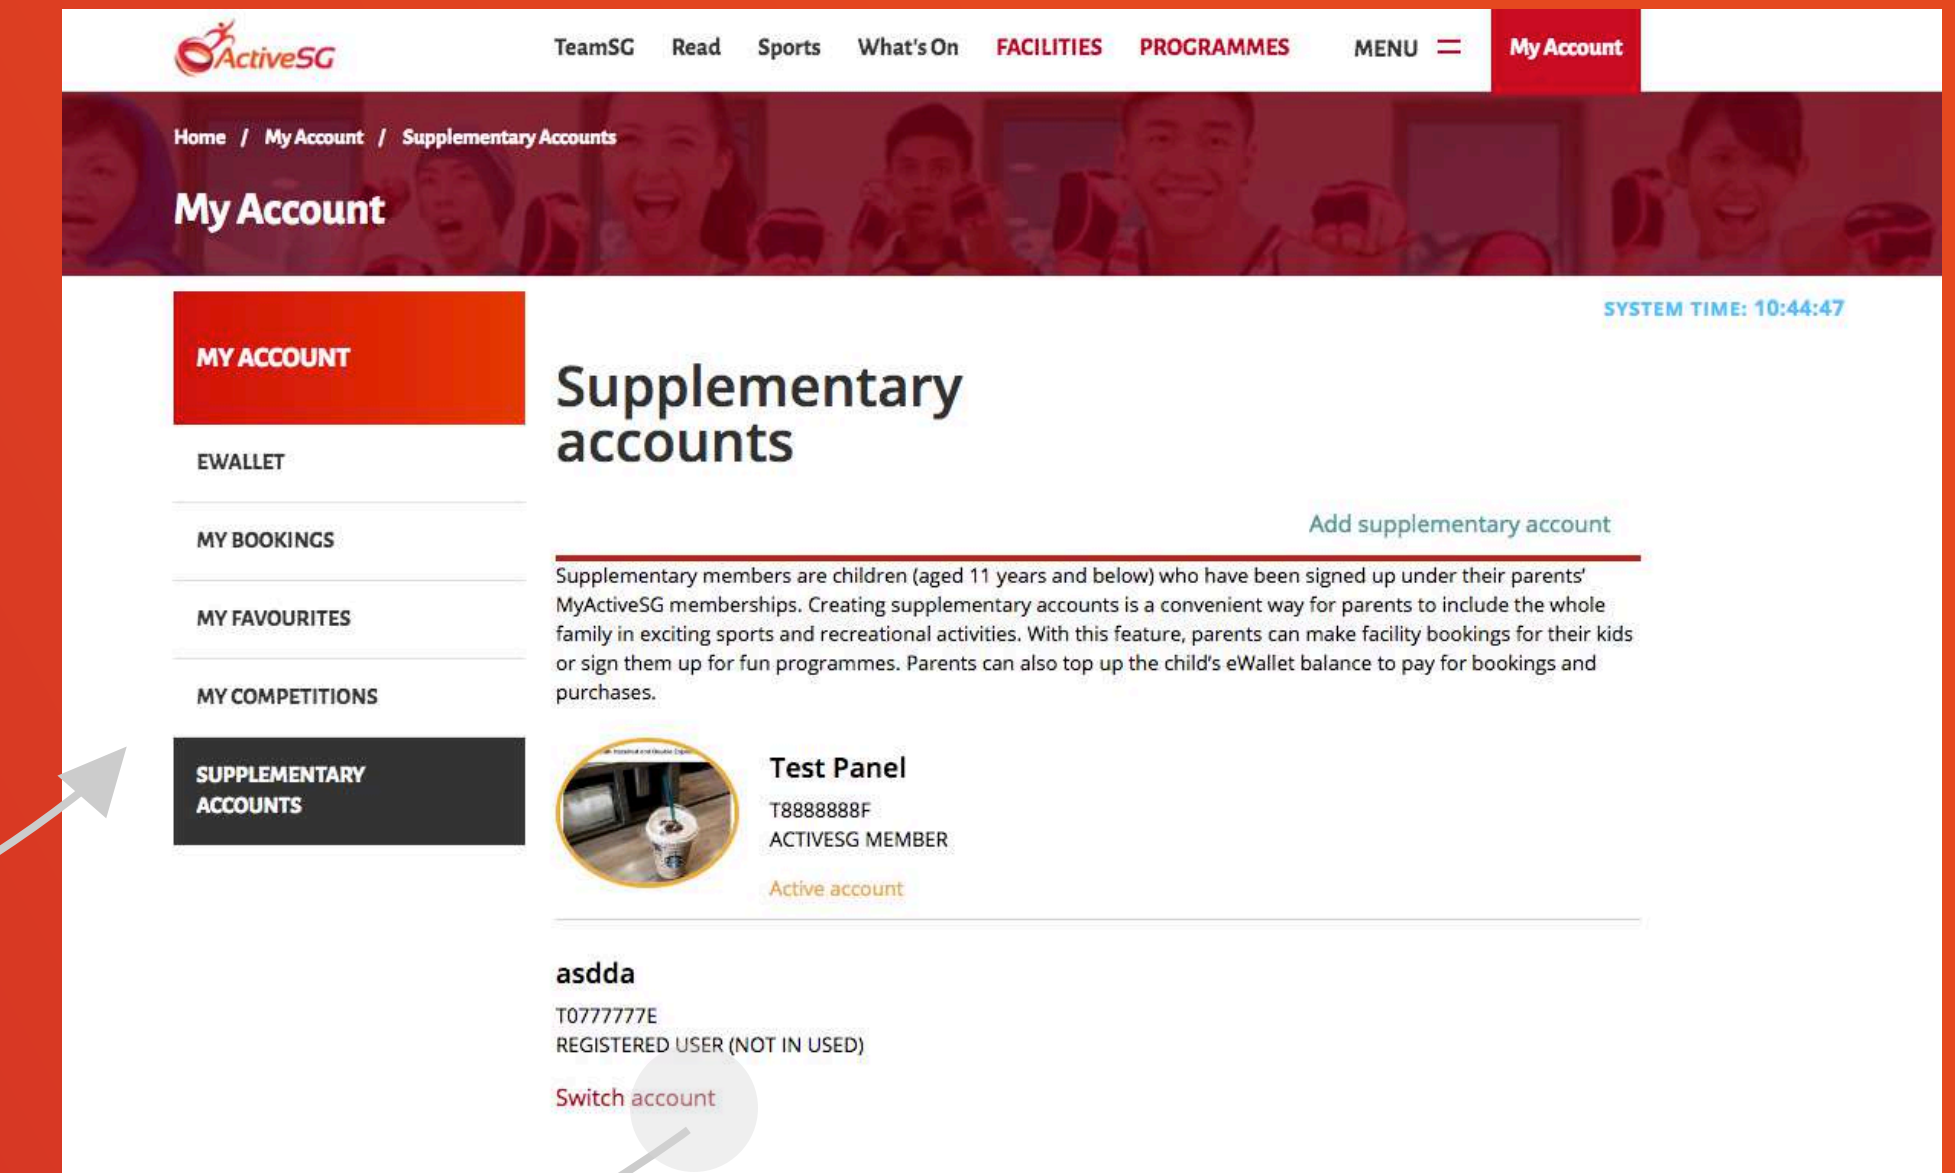 ActiveSG
TeamSG Read Sports What's On FACILITIES PROGRAMMES MENU My Account
Home / My Account / Supplementary Accounts
My Account
SYSTEM TIME: 10:44:47
MY ACCOUNT
EWALLET
MY BOOKINGS
MY FAVOURITES
MY COMPETITIONS
SUPPLEMENTARY
ACCOUNTS
Supplementary
accounts
Add supplementary account
Supplementary members are children (aged 11 years and below) who have been signed up under their parents'
MyActiveSG memberships. Creating supplementary accounts is a convenient way for parents to include the whole
family in exciting sports and recreational activities. With this feature, parents can make facility bookings for their kids
or sign them up for fun programmes. Parents can also top up the child's eWallet balance to pay for bookings and
purchases.
Test Panel
T8888888F
ACTIVESG MEMBER
Active account
asdda
T0777777E
REGISTERED USER (NOT IN USED)
Switch account